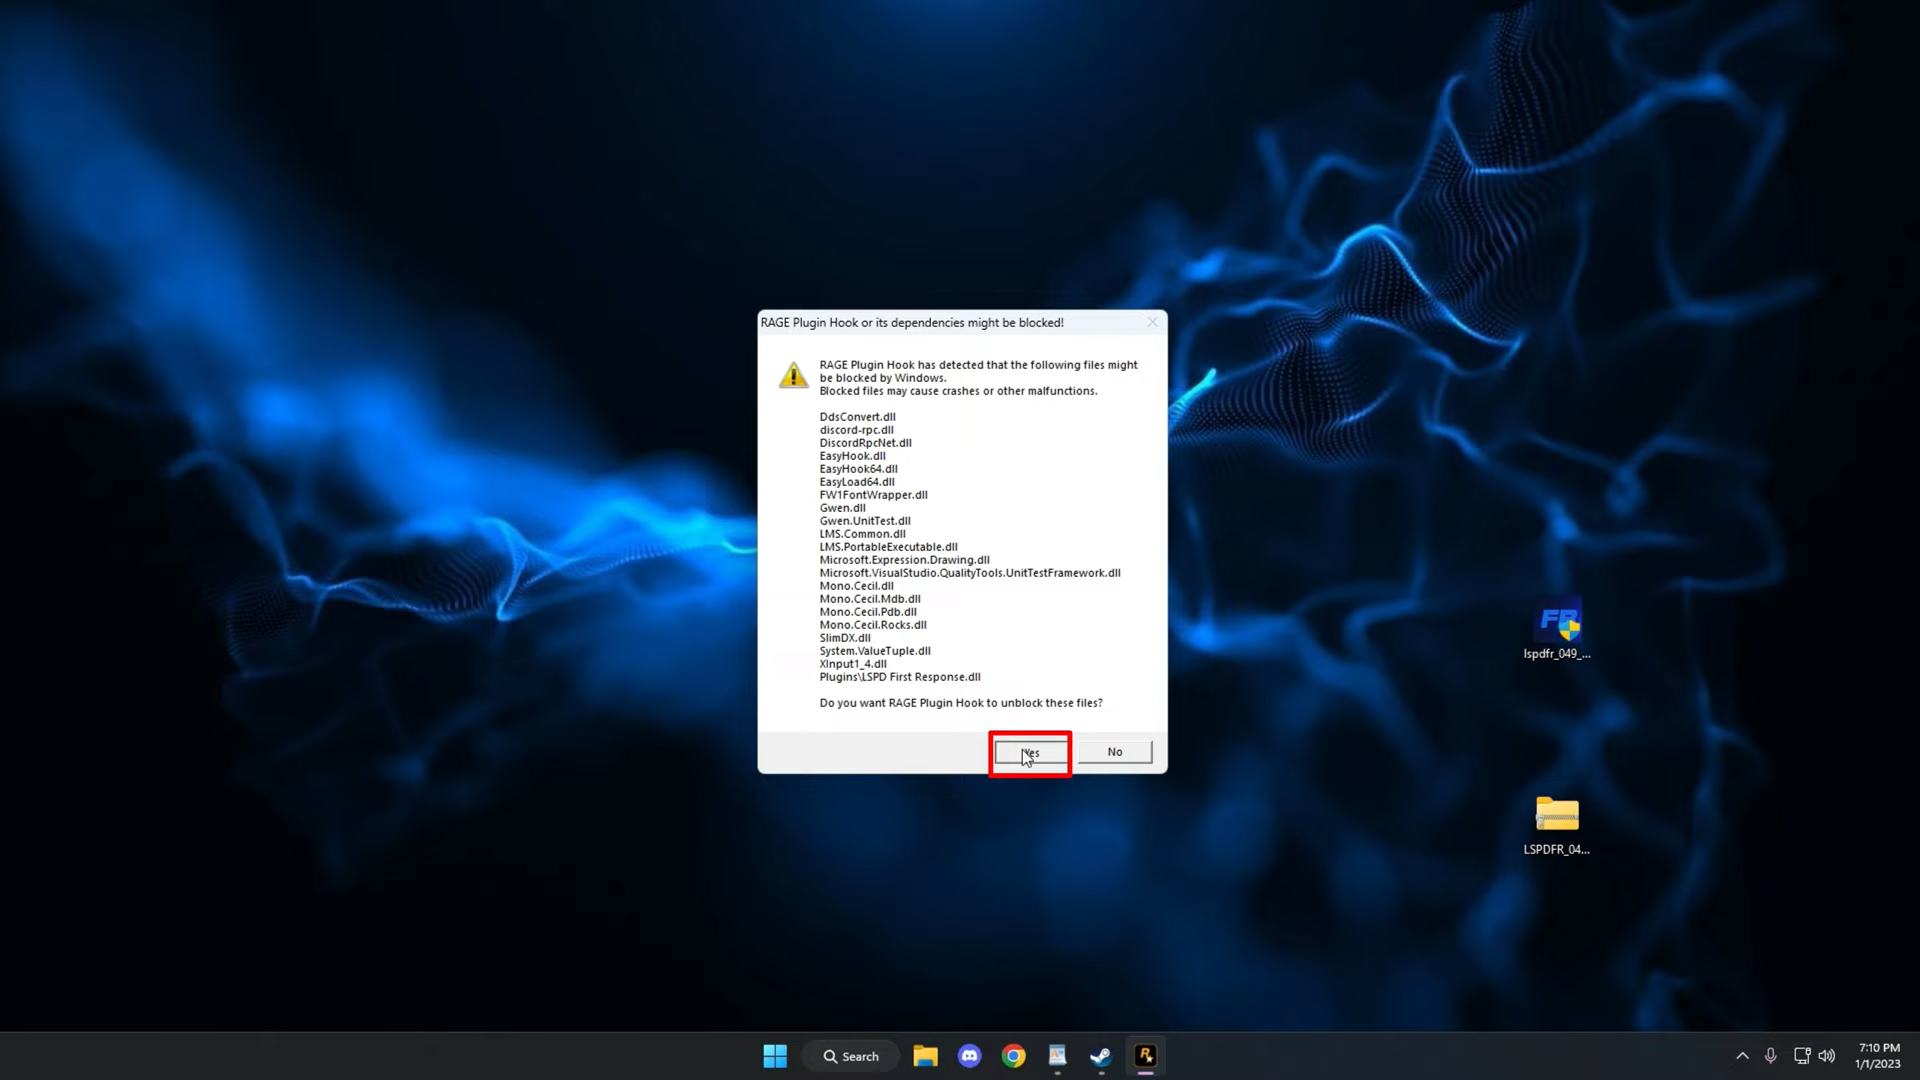 RAGE Plugin Hook or its dependencies might be blocked!
RAGE Plugin Hook has detected that the following files might
be blocked by Windows.
Blocked files may cause crashes or other malfunctions.
DdsConvert.dll
discord-rpc.dll
DiscordRpcNet.dll
EasyHook.dll
EasyHook64.dll
EasyLoad64.dll
FW1FontWrapper.dll
Gwen.dll
Gwen.UnitTest.dll
LMS.Common.dll
LMS.PortableExecutable.dll
Microsoft.Expression.Drawing.dll
Microsoft.VisualStudio.QualityTools.UnitTestFramework.dll
Mono.Cecil.dll
Mono.Cecil.Mdb.dll
Mono.Cecil.Pdb.dll
Mono.Cecil.Rocks.dll
SlimDX.dll
System.ValueTuple.dll
XInput1_4.dll
Plugins\LSPD First Response.dll
Do you want RAGE Plugin Hook to unblock these files?
Yes
No
FR
lspdfr_049_...
LSPDFR_04...
Search
7:10 PM
1/1/2023